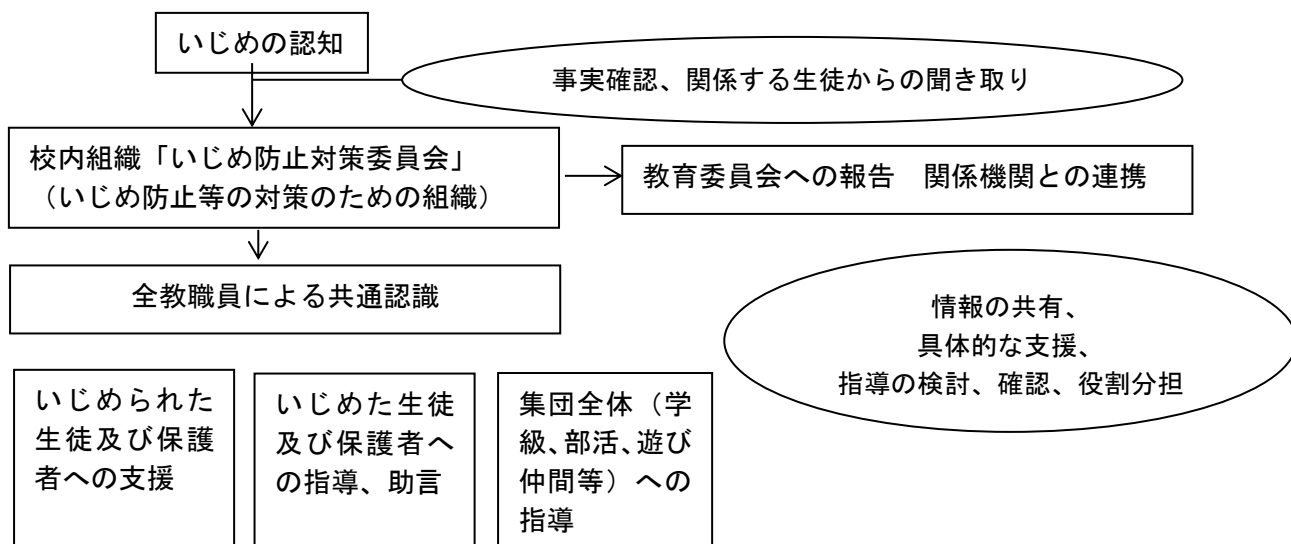 いじめの認知
事実確認、関係する生徒からの聞き取り
校内組織「いじめ防止対策委員会」
（いじめ防止等の対策のための組織）
教育委員会への報告　関係機関との連携
全教職員による共通認識
情報の共有、
具体的な支援、
指導の検討、確認、役割分担
いじめられた
生徒及び保護
者への支援
いじめた生徒
及び保護者へ
の指導、助言
集団全体（学
級、部活、遊び
仲間等）への
指導